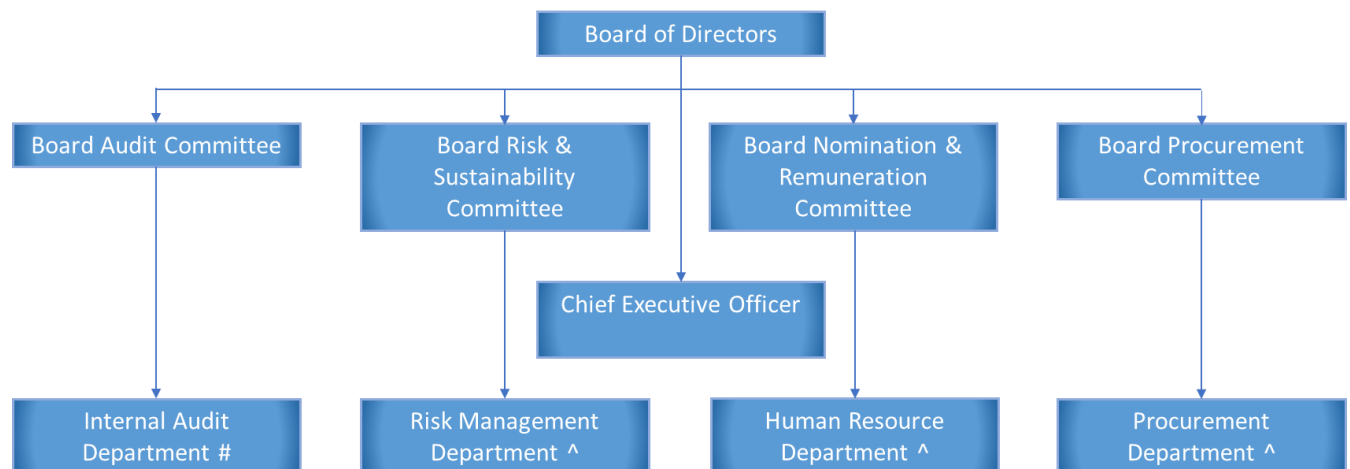 Board of Directors
Board Audit Committee
Board Risk &
Sustainability
Committee
Board Nomination &
Remuneration
Committee
Board Procurement
Committee
Chief Executive Officer
Internal Audit
Department #
Risk Management
Department ^
Human Resource
Department ^
Procurement
Department ^